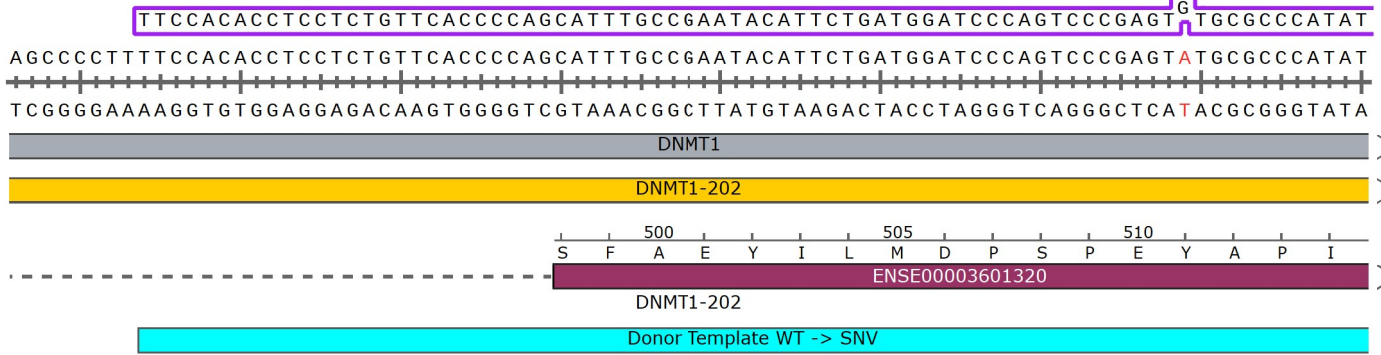 G
TTCCACACCTCCTCTGTTCACCCCAGCATTTGCCGAATACATTCTGATGGATCCCAGTCCCGAGT TGCGCCCATAT
AGCCCCTTTTCCACACCTCCTCTGTTCACCCCAGCATTTGCCGAATACATTCTGATGGATCCCAGTCCCGAGTATGCGCCCATAT
TCGGGGAAAAGGTGTGGAGGAGACAAGTGGGGTCGTAAACGGCTTATGTAAGACTACCTAGGGTCAGGGCTCATACGCGGGTATA
DNMT1
DNMT1-202
500 505 510
S F A E Y I L M D P S P E Y A P I
ENSE00003601320
DNMT1-202
Donor Template WT -> SNV